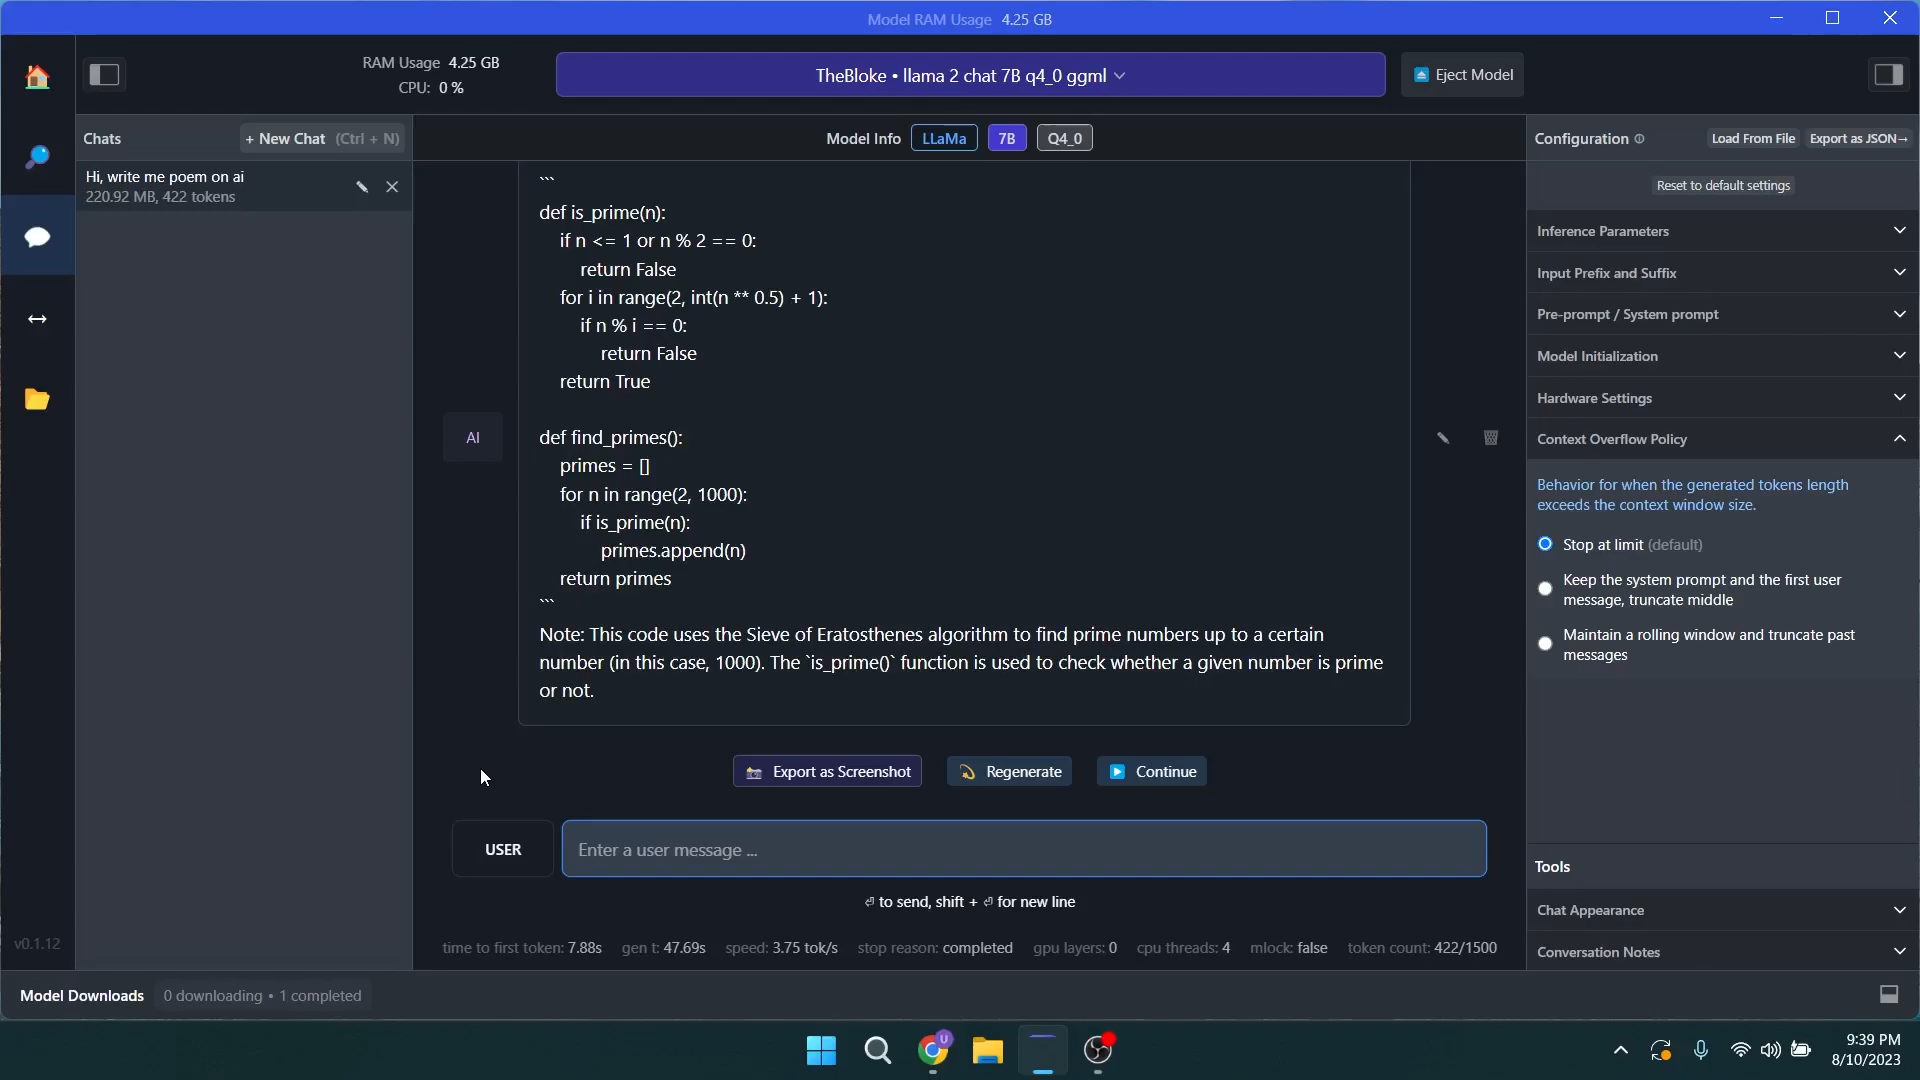 Model RAM Usage 4.25 GB
RAM Usage 4.25 GB
CPU: 0 %
TheBloke • llama 2 chat 7B q4_0 ggml
Eject Model
Chats
+ New Chat (Ctrl + N)
Model Info LLaMa 7B Q4_0
Configuration
Load From File
Export as JSON→
Hi, write me poem on ai
220.92 MB, 422 tokens
Reset to default settings
```
def is_prime(n):
if n <= 1 or n % 2 == 0:
return False
for i in range(2, int(n ** 0.5) + 1):
if n % i == 0:
return False
return True
AI
def find_primes():
primes = []
for n in range(2, 1000):
if is_prime(n):
primes.append(n)
return primes
```
Note: This code uses the Sieve of Eratosthenes algorithm to find prime numbers up to a certain
number (in this case, 1000). The `is_prime()` function is used to check whether a given number is prime
or not.
Export as Screenshot
Regenerate
Continue
USER
Enter a user message ...
⏎ to send, shift + ⏎ for new line
time to first token: 7.88s gen t: 47.69s speed: 3.75 tok/s stop reason: completed gpu layers: 0 cpu threads: 4 mlock: false token count: 422/1500
Inference Parameters
Input Prefix and Suffix
Pre-prompt / System prompt
Model Initialization
Hardware Settings
Context Overflow Policy
Behavior for when the generated tokens length
exceeds the context window size.
Stop at limit (default)
Keep the system prompt and the first user
message, truncate middle
Maintain a rolling window and truncate past
messages
Tools
Chat Appearance
Conversation Notes
v0.1.12
Model Downloads 0 downloading • 1 completed
U
9:39 PM
8/10/2023